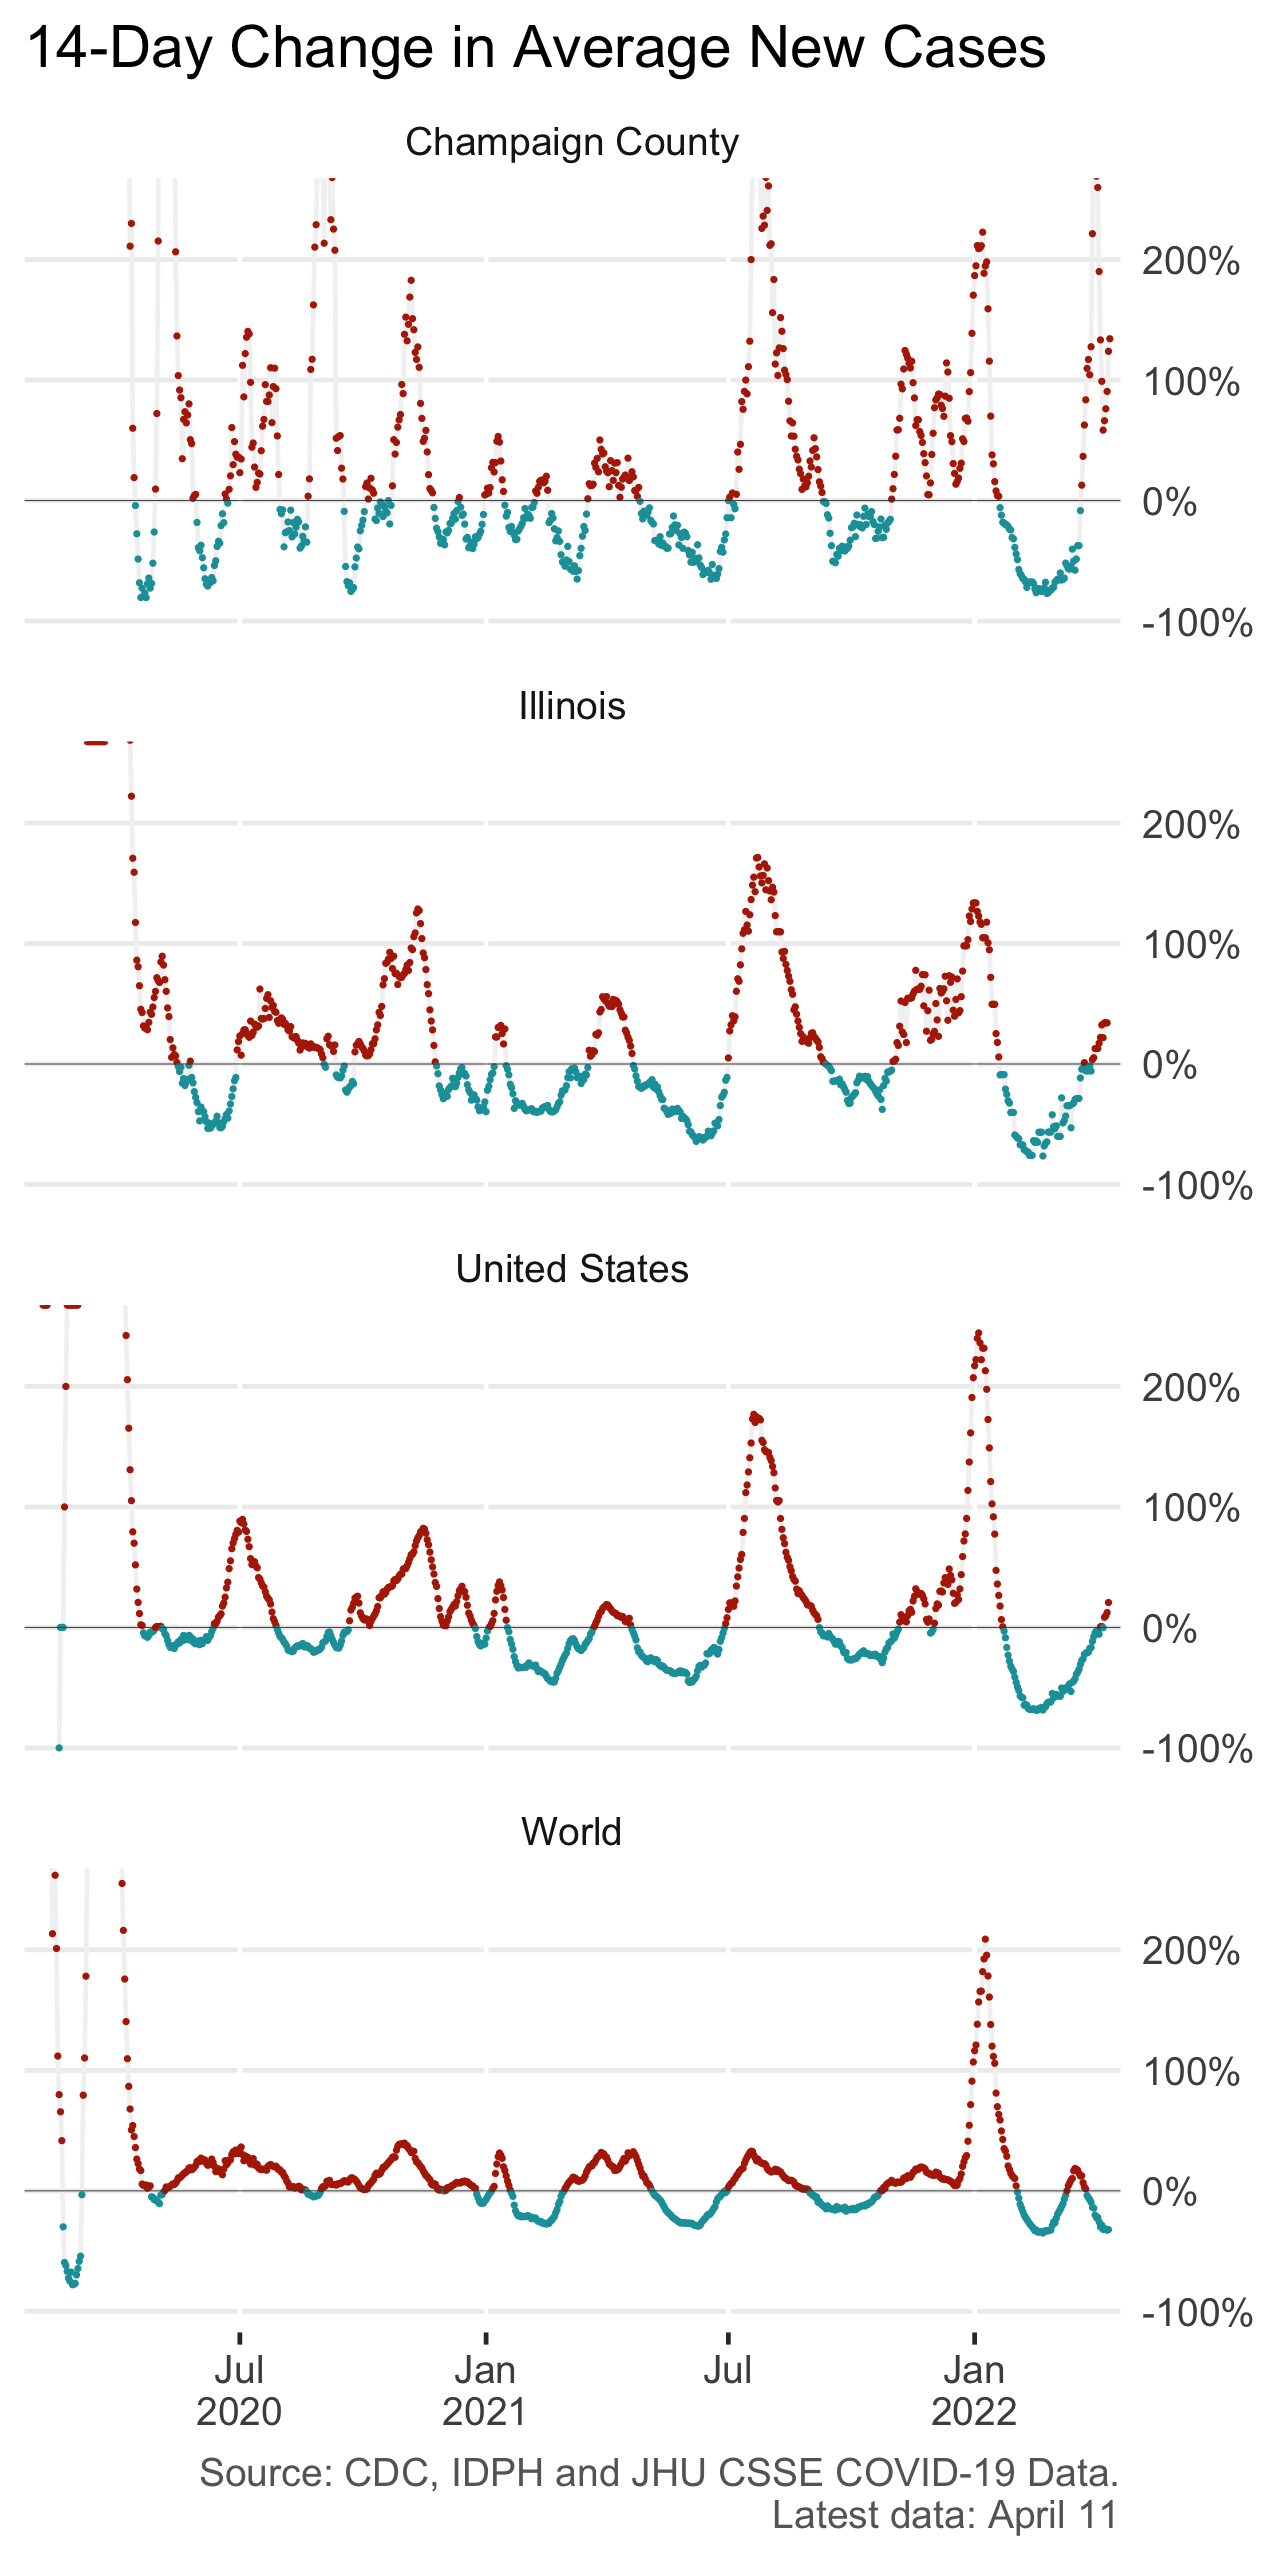 14-Day Change in Average New Cases
Champaign County
200%
100%
0%
-100%
Illinois
200%
100%
0%
-100%
United States
200%
100%
0%
-100%
World
200%
100%
0%
-100%
Jul Jan Jul Jan
2020 2021 2022
Source: CDC, IDPH and JHU CSSE COVID-19 Data.
Latest data: April 11